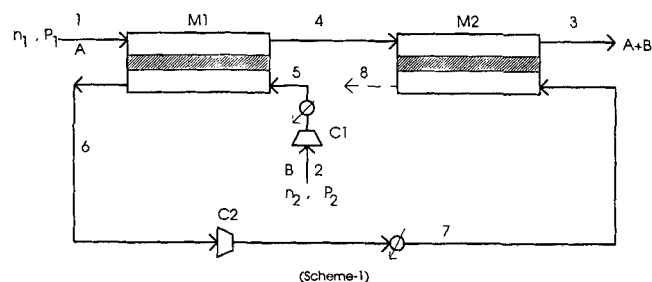 1 M1 4 M2 3
n1 , P1
A
A+B
5 8
C1
6
B 2
n2 , P2
C2
7
(Scheme-1)